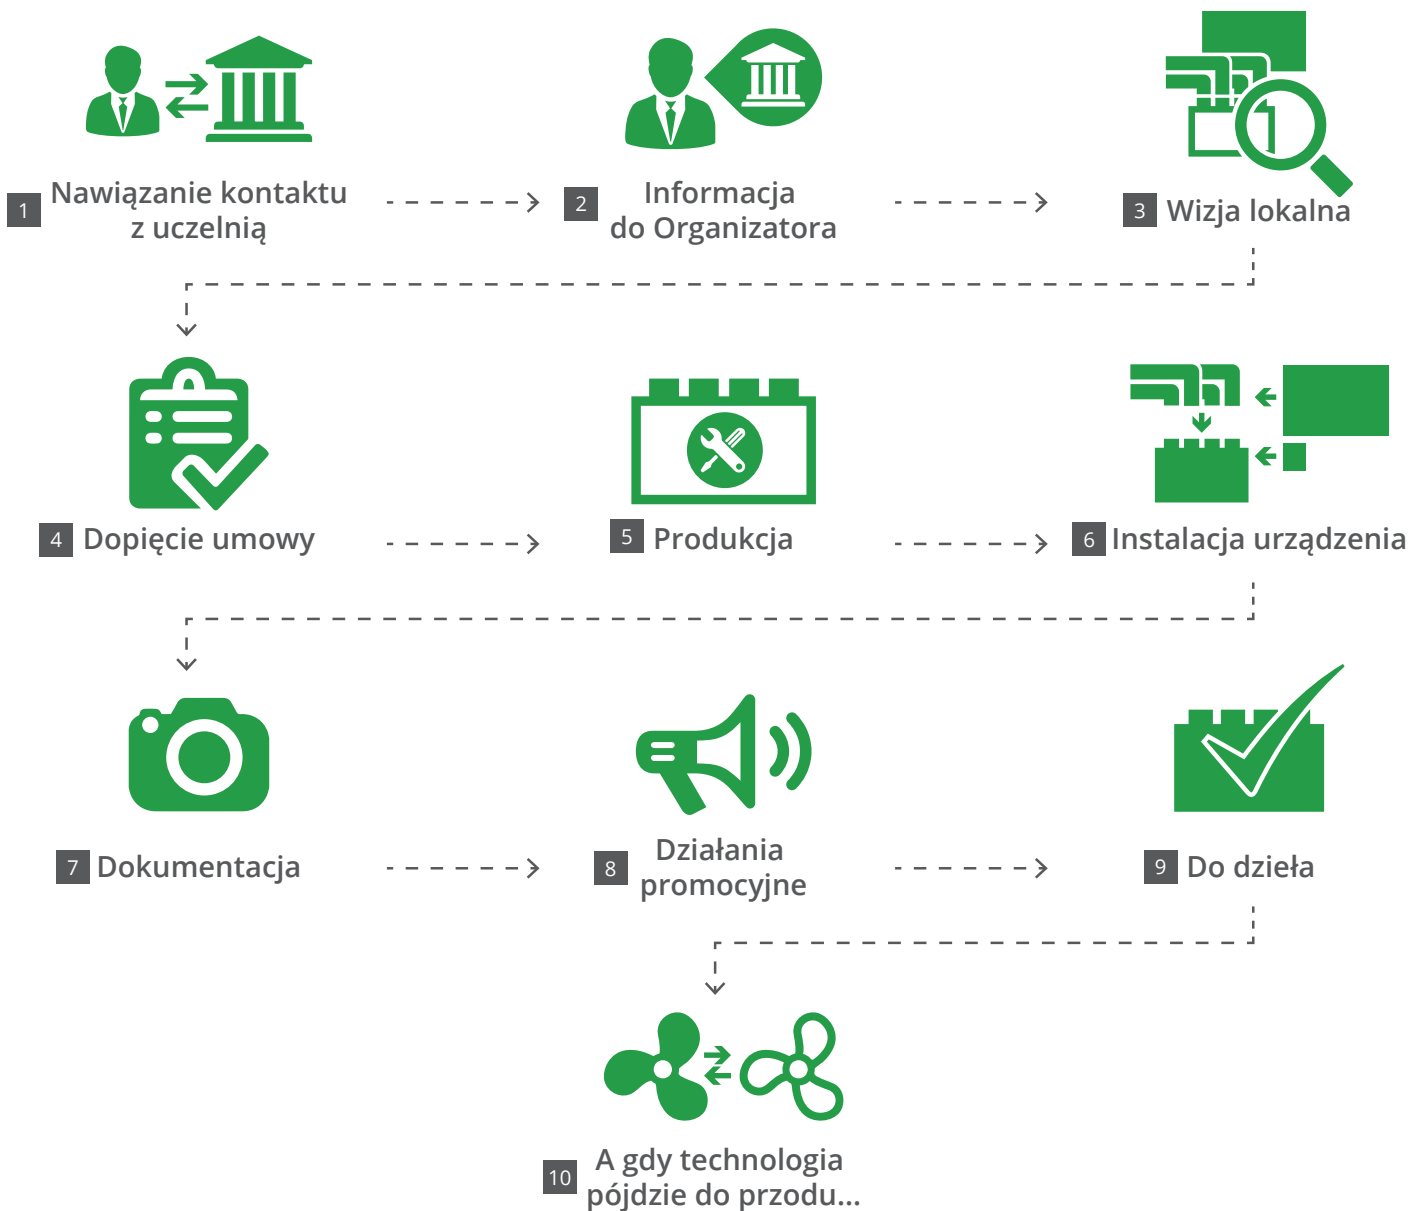 1 Nawiązanie kontaktu
z uczelnią
2 Informacja
do Organizatora
3 Wizja lokalna
4 Dopięcie umowy
5 Produkcja
6 Instalacja urządzenia
7 Dokumentacja
8 Działania
promocyjne
9 Do dzieła
10 A gdy technologia
pójdzie do przodu...